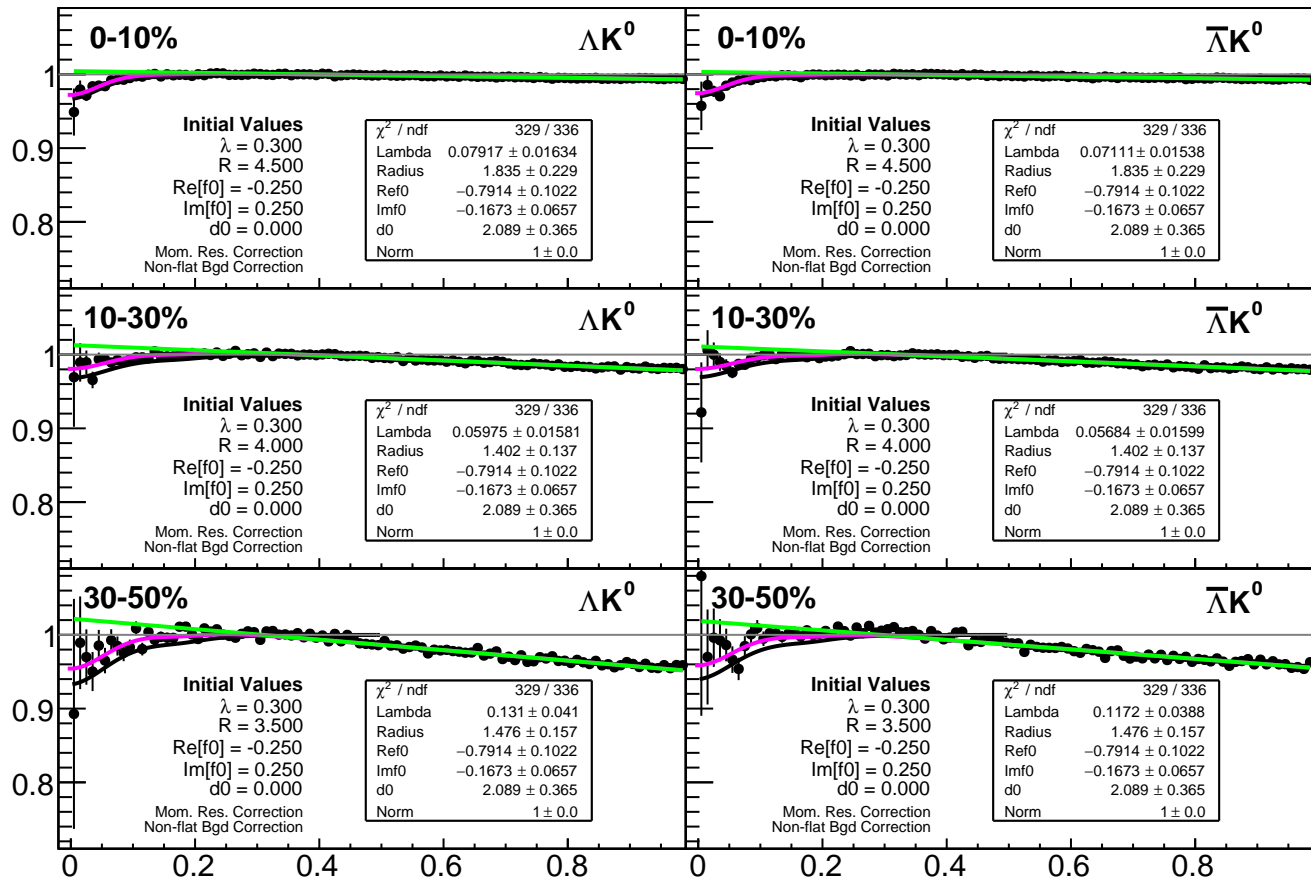 0-10%
ΛK⁰
1
0.9
0.8
Initial Values
λ = 0.300
R = 4.500
Re[f0] = -0.250
Im[f0] = 0.250
d0 = 0.000
Mom. Res. Correction
Non-flat Bgd Correction
χ² / ndf 329 / 336
Lambda 0.07917 ± 0.01634
Radius 1.835 ± 0.229
Ref0 −0.7914 ± 0.1022
Imf0 −0.1673 ± 0.0657
d0 2.089 ± 0.365
Norm 1 ± 0.0
0-10%
Λ̅K⁰
Initial Values
λ = 0.300
R = 4.500
Re[f0] = -0.250
Im[f0] = 0.250
d0 = 0.000
Mom. Res. Correction
Non-flat Bgd Correction
χ² / ndf 329 / 336
Lambda 0.07111 ± 0.01538
Radius 1.835 ± 0.229
Ref0 −0.7914 ± 0.1022
Imf0 −0.1673 ± 0.0657
d0 2.089 ± 0.365
Norm 1 ± 0.0
10-30%
ΛK⁰
1
0.9
0.8
Initial Values
λ = 0.300
R = 4.000
Re[f0] = -0.250
Im[f0] = 0.250
d0 = 0.000
Mom. Res. Correction
Non-flat Bgd Correction
χ² / ndf 329 / 336
Lambda 0.05975 ± 0.01581
Radius 1.402 ± 0.137
Ref0 −0.7914 ± 0.1022
Imf0 −0.1673 ± 0.0657
d0 2.089 ± 0.365
Norm 1 ± 0.0
10-30%
Λ̅K⁰
Initial Values
λ = 0.300
R = 4.000
Re[f0] = -0.250
Im[f0] = 0.250
d0 = 0.000
Mom. Res. Correction
Non-flat Bgd Correction
χ² / ndf 329 / 336
Lambda 0.05684 ± 0.01599
Radius 1.402 ± 0.137
Ref0 −0.7914 ± 0.1022
Imf0 −0.1673 ± 0.0657
d0 2.089 ± 0.365
Norm 1 ± 0.0
30-50%
ΛK⁰
1
0.9
0.8
Initial Values
λ = 0.300
R = 3.500
Re[f0] = -0.250
Im[f0] = 0.250
d0 = 0.000
Mom. Res. Correction
Non-flat Bgd Correction
χ² / ndf 329 / 336
Lambda 0.131 ± 0.041
Radius 1.476 ± 0.157
Ref0 −0.7914 ± 0.1022
Imf0 −0.1673 ± 0.0657
d0 2.089 ± 0.365
Norm 1 ± 0.0
0 0.2 0.4 0.6 0.8
30-50%
Λ̅K⁰
Initial Values
λ = 0.300
R = 3.500
Re[f0] = -0.250
Im[f0] = 0.250
d0 = 0.000
Mom. Res. Correction
Non-flat Bgd Correction
χ² / ndf 329 / 336
Lambda 0.1172 ± 0.0388
Radius 1.476 ± 0.157
Ref0 −0.7914 ± 0.1022
Imf0 −0.1673 ± 0.0657
d0 2.089 ± 0.365
Norm 1 ± 0.0
0 0.2 0.4 0.6 0.8